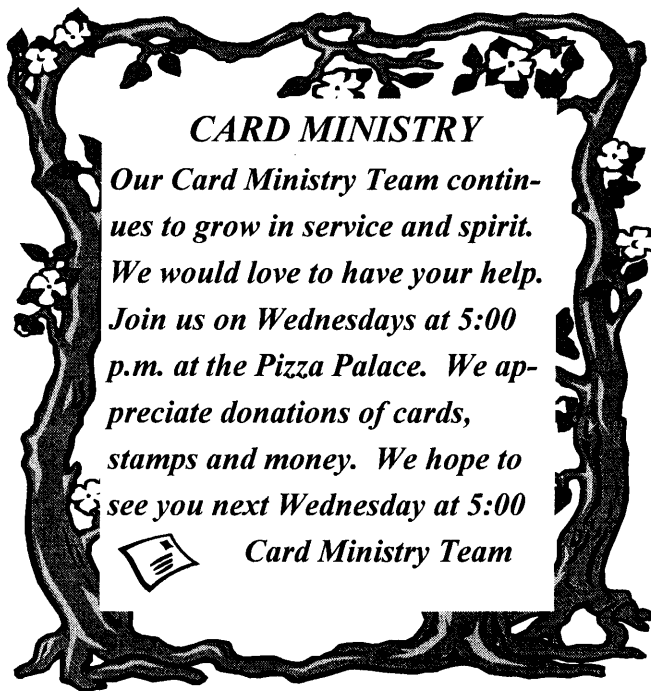 CARD MINISTRY
Our Card Ministry Team contin-
ues to grow in service and spirit.
We would love to have your help.
Join us on Wednesdays at 5:00
p.m. at the Pizza Palace.  We ap-
preciate donations of cards,
stamps and money.  We hope to
see you next Wednesday at 5:00
Card Ministry Team